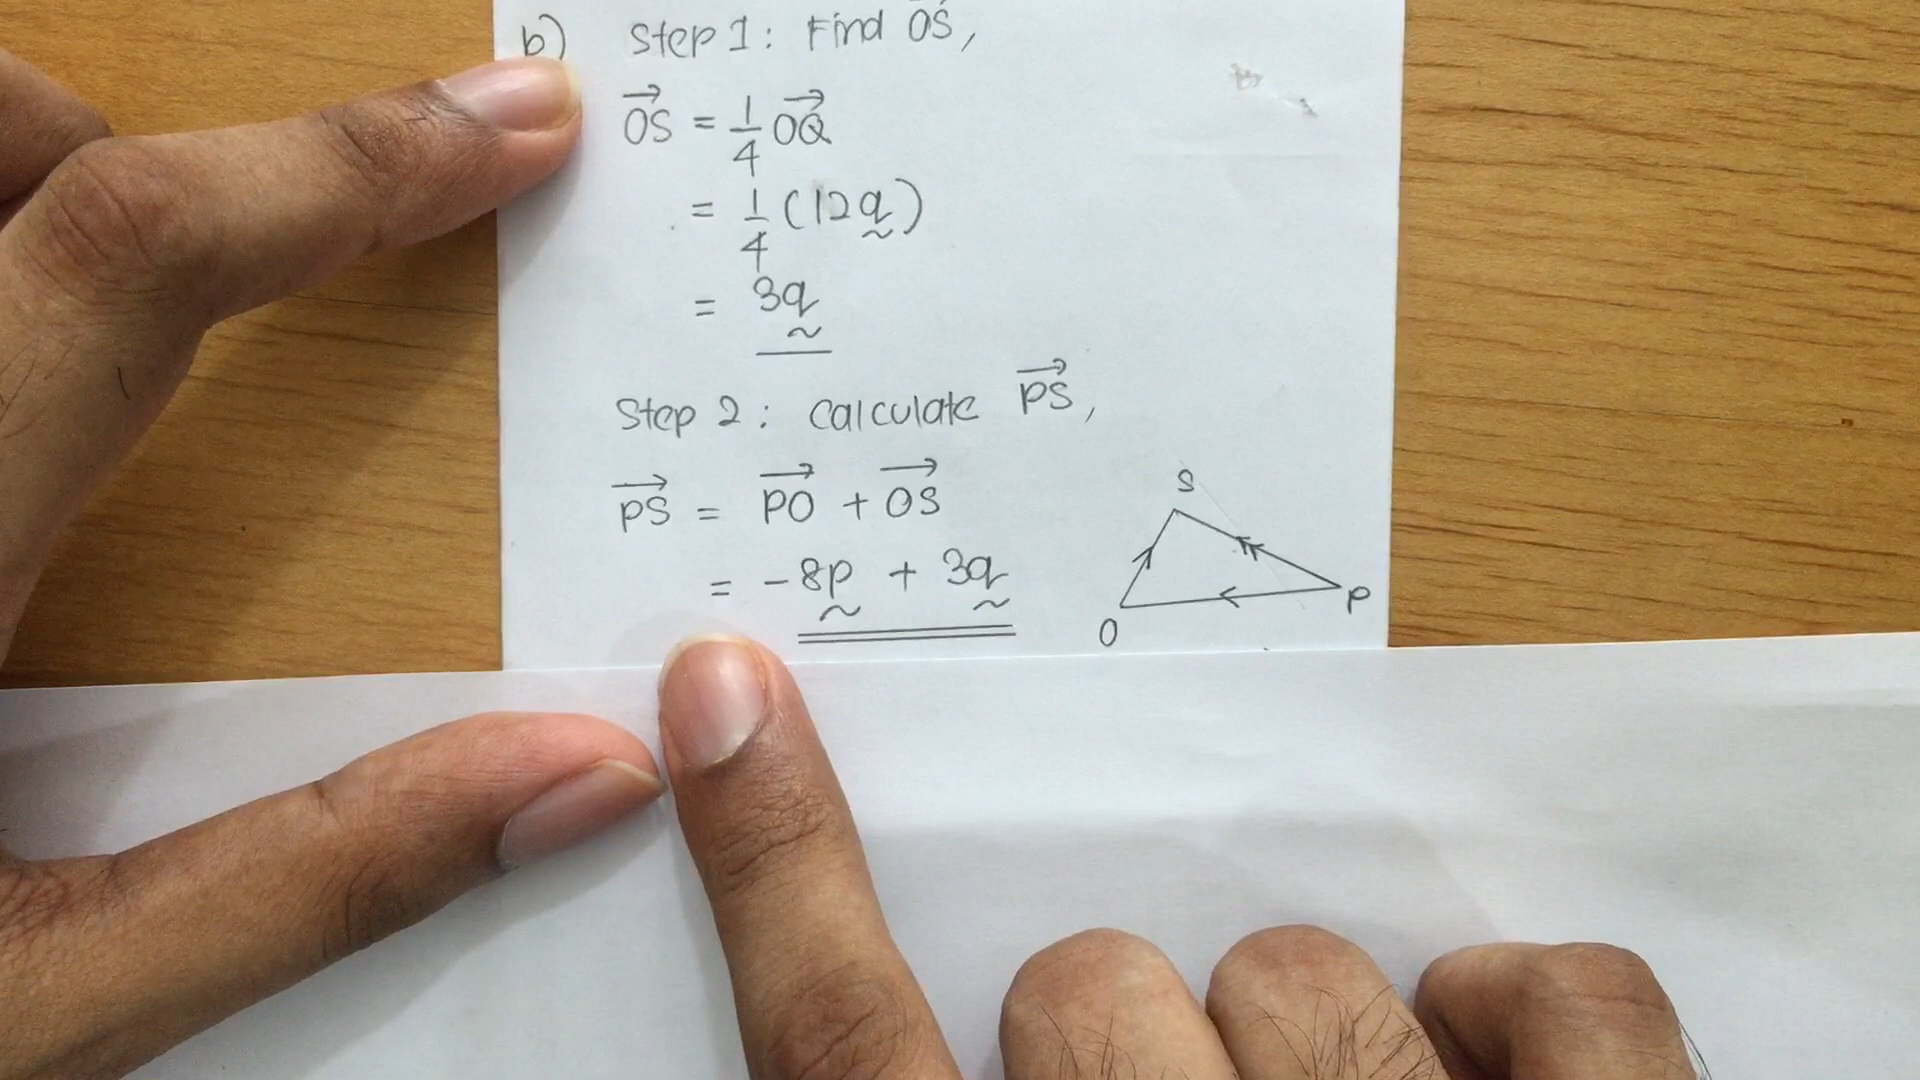 b) Step 1: Find OS,
OS = 1/4 OQ
= 1/4 (12q)
= 3q
Step 2: Calculate PS,
PS = PO + OS
= -8p + 3q
S
O
P